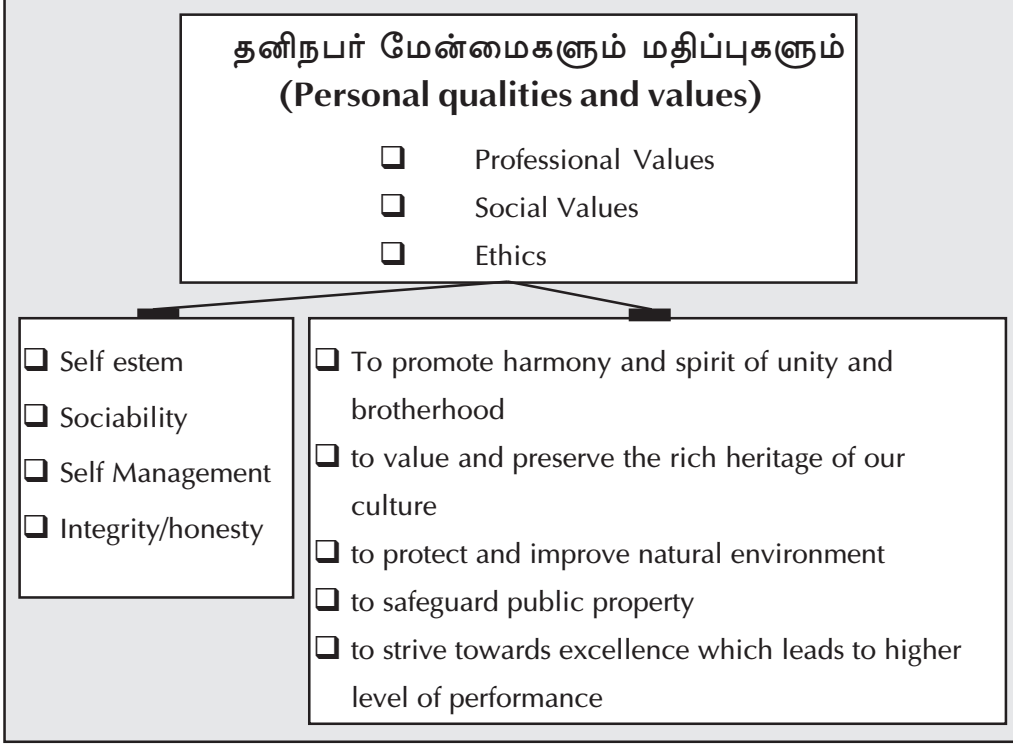 தனிநபர் மேன்மைகளும் மதிப்புகளும்
(Personal qualities and values)
❑ Professional Values
❑ Social Values
❑ Ethics
❑ Self estem
❑ Sociability
❑ Self Management
❑ Integrity/honesty
❑ To promote harmony and spirit of unity and
brotherhood
❑ to value and preserve the rich heritage of our
culture
❑ to protect and improve natural environment
❑ to safeguard public property
❑ to strive towards excellence which leads to higher
level of performance